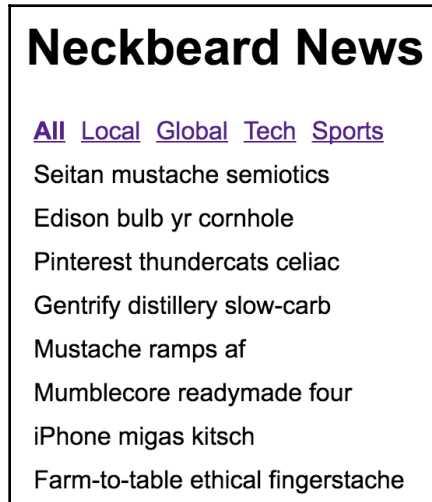 Neckbeard News
All Local Global Tech Sports
Seitan mustache semiotics
Edison bulb yr cornhole
Pinterest thundercats celiac
Gentrify distillery slow-carb
Mustache ramps af
Mumblecore readymade four
iPhone migas kitsch
Farm-to-table ethical fingerstache